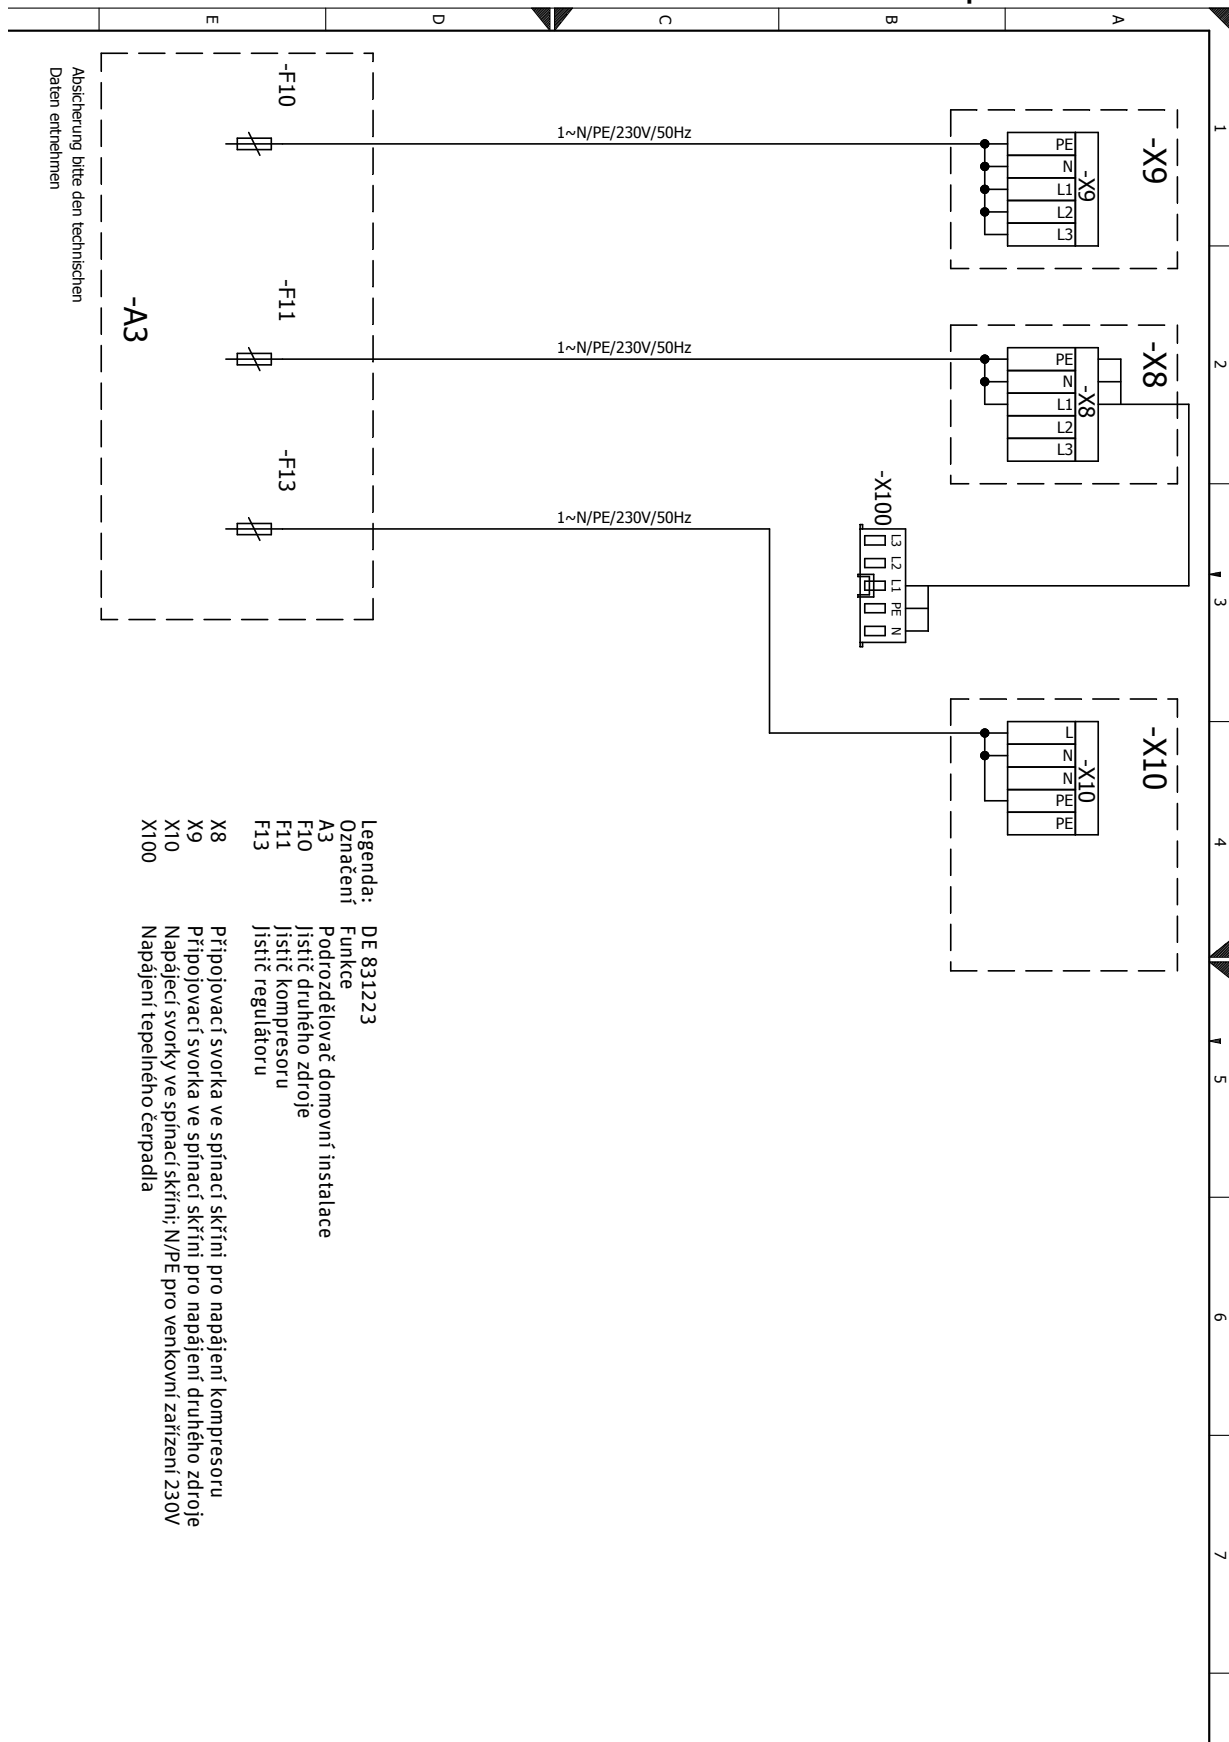 E
D
C
B
A
1
2
3
4
5
6
7
-X9
-X9
PE
N
L1
L2
L3
-X8
-X8
PE
N
L1
L2
L3
-X100
L3
L2
L1
PE
N
-X10
-X10
L
N
N
PE
PE
1~N/PE/230V/50Hz
1~N/PE/230V/50Hz
1~N/PE/230V/50Hz
-F10
-F11
-F13
-A3
Absicherung bitte den technischen
Daten entnehmen
Legenda: DE 831223
Označení Funkce
A3 Podrozdělovač domovní instalace
F10 Jistič druhého zdroje
F11 Jistič kompresoru
F13 Jistič regulátoru
X8 Připojovací svorka ve spínací skříni pro napájení kompresoru
X9 Připojovací svorka ve spínací skříni pro napájení druhého zdroje
X10 Napájecí svorky ve spínací skříni; N/PE pro venkovní zařízení 230V
X100 Napájení tepelného čerpadla